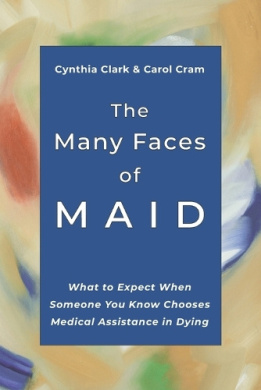 Cynthia Clark & Carol Cram
The
Many Faces
of
MAID
What to Expect When
Someone You Know Chooses
Medical Assistance in Dying